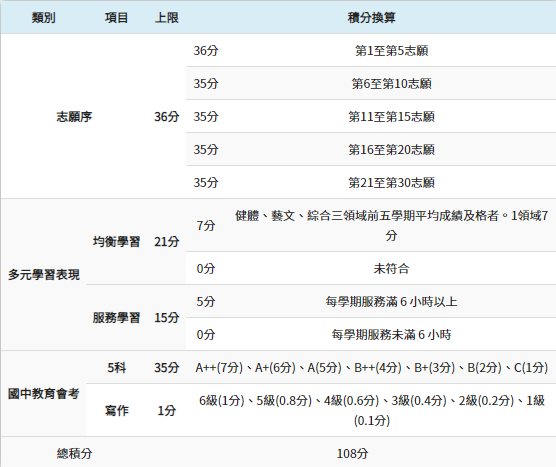 類別 項目 上限 積分換算
36分 第1至第5志願
35分 第6至第10志願
志願序 36分 35分 第11至第15志願
35分 第16至第20志願
35分 第21至第30志願
多元學習表現 均衡學習 21分 7分 健體、藝文、綜合三領域前五學期平均成績及格者。1領域7
分
0分 未符合
服務學習 15分 5分 每學期服務滿 6 小時以上
0分 每學期服務未滿 6 小時
國中教育會考 5科 35分 A++(7分)、A+(6分)、A(5分)、B++(4分)、B+(3分)、B(2分)、C(1分)
寫作 1分 6級(1分)、5級(0.8分)、4級(0.6分)、3級(0.4分)、2級(0.2分)、1級
(0.1分)
總積分 108分